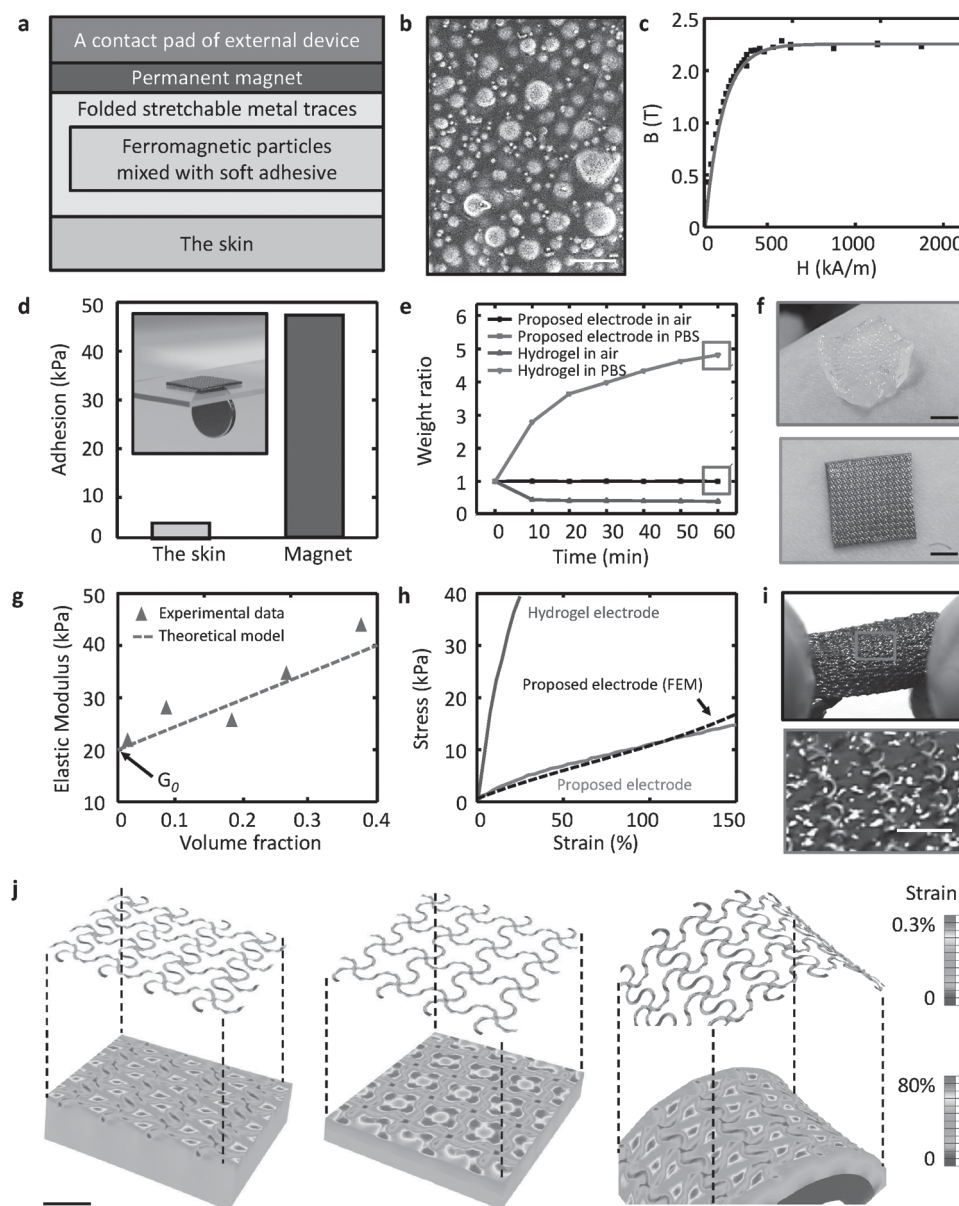 a
A contact pad of external device
Permanent magnet
Folded stretchable metal traces
Ferromagnetic particles
mixed with soft adhesive
The skin
b
c
2.5
2.0
1.0
0.5
0
B (T)
0 500 1000 2000
H (kA/m)
d
50
40
30
20
10
0
Adhesion (kPa)
The skin Magnet
e
6
5
4
3
2
1
0
Weight ratio
Proposed electrode in air
Proposed electrode in PBS
Hydrogel in air
Hydrogel in PBS
0 10 20 30 40 50 60
Time (min)
f
g
50
40
30
20
10
Elastic Modulus (kPa)
Experimental data
Theoretical model
G0
0 0.1 0.2 0.3 0.4
Volume fraction
h
40
30
20
10
0
Stress (kPa)
Hydrogel electrode
Proposed electrode (FEM)
Proposed electrode
0 50 100 150
Strain (%)
i
j
Strain
0.3%
0
80%
0